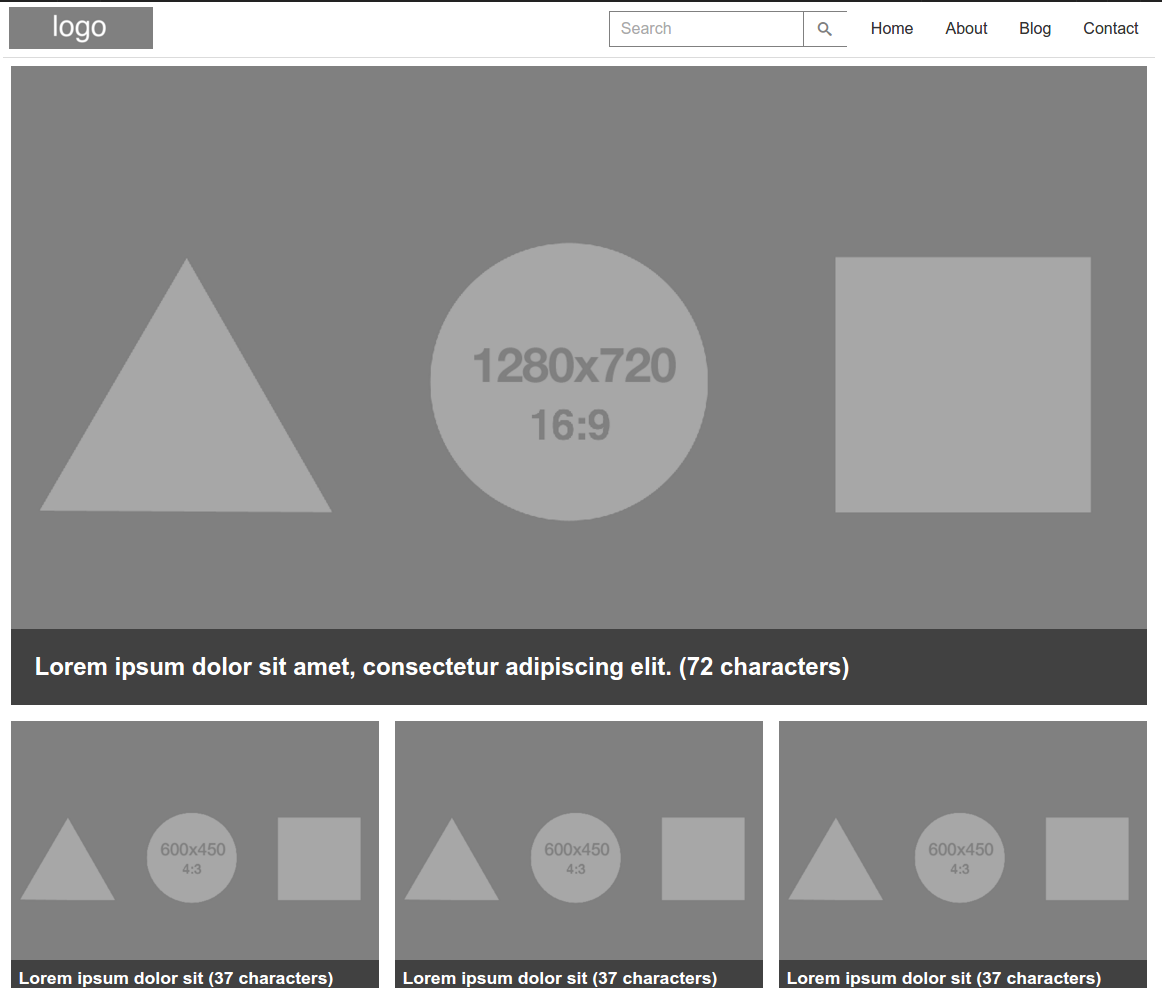 logo
Search
Home About Blog Contact
1280x720
16:9
Lorem ipsum dolor sit amet, consectetur adipiscing elit. (72 characters)
600x450
4:3
600x450
4:3
600x450
4:3
Lorem ipsum dolor sit (37 characters)
Lorem ipsum dolor sit (37 characters)
Lorem ipsum dolor sit (37 characters)